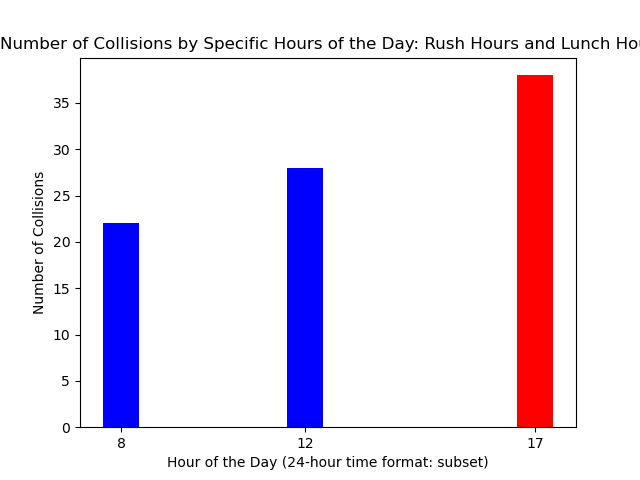 Number of Collisions by Specific Hours of the Day: Rush Hours and Lunch
Number of Collisions
35
30
25
20
15
10
5
0
8 12 17
Hour of the Day (24-hour time format: subset)